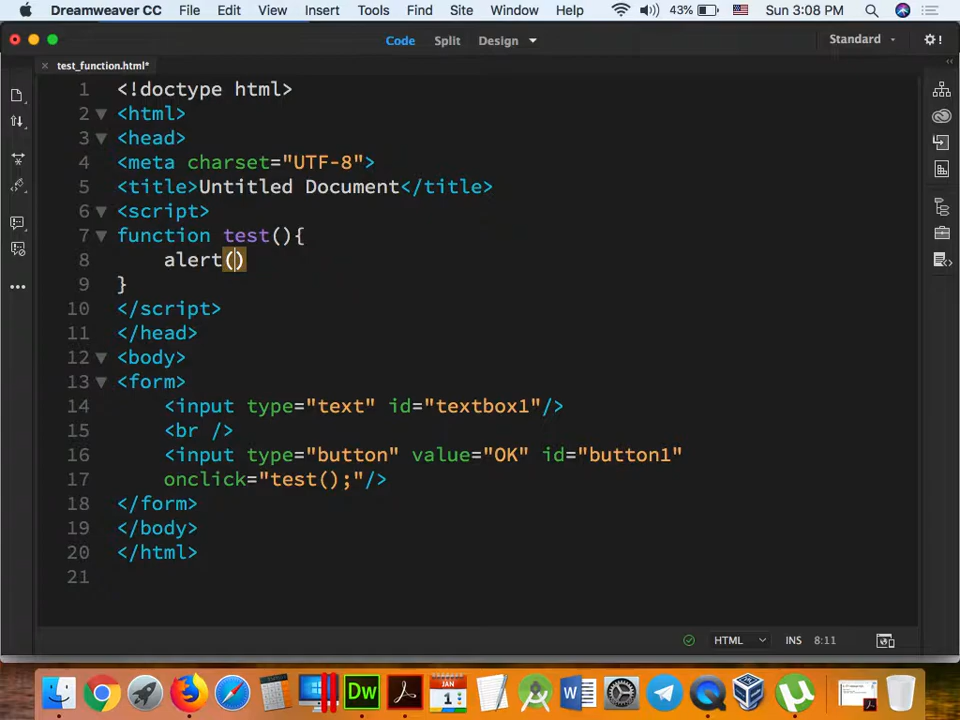 Dreamweaver CC File Edit View Insert Tools Find Site Window Help 43% Sun 3:08 PM
Code Split Design Standard
test_function.html*
1 <!doctype html>
2 <html>
3 <head>
4 <meta charset="UTF-8">
5 <title>Untitled Document</title>
6 <script>
7 function test(){
8 alert()
9 }
10 </script>
11 </head>
12 <body>
13 <form>
14 <input type="text" id="textbox1"/>
15 <br />
16 <input type="button" value="OK" id="button1"
17 onclick="test();"/>
18 </form>
19 </body>
20 </html>
21
HTML INS 8:11
Dw JAN 1 W